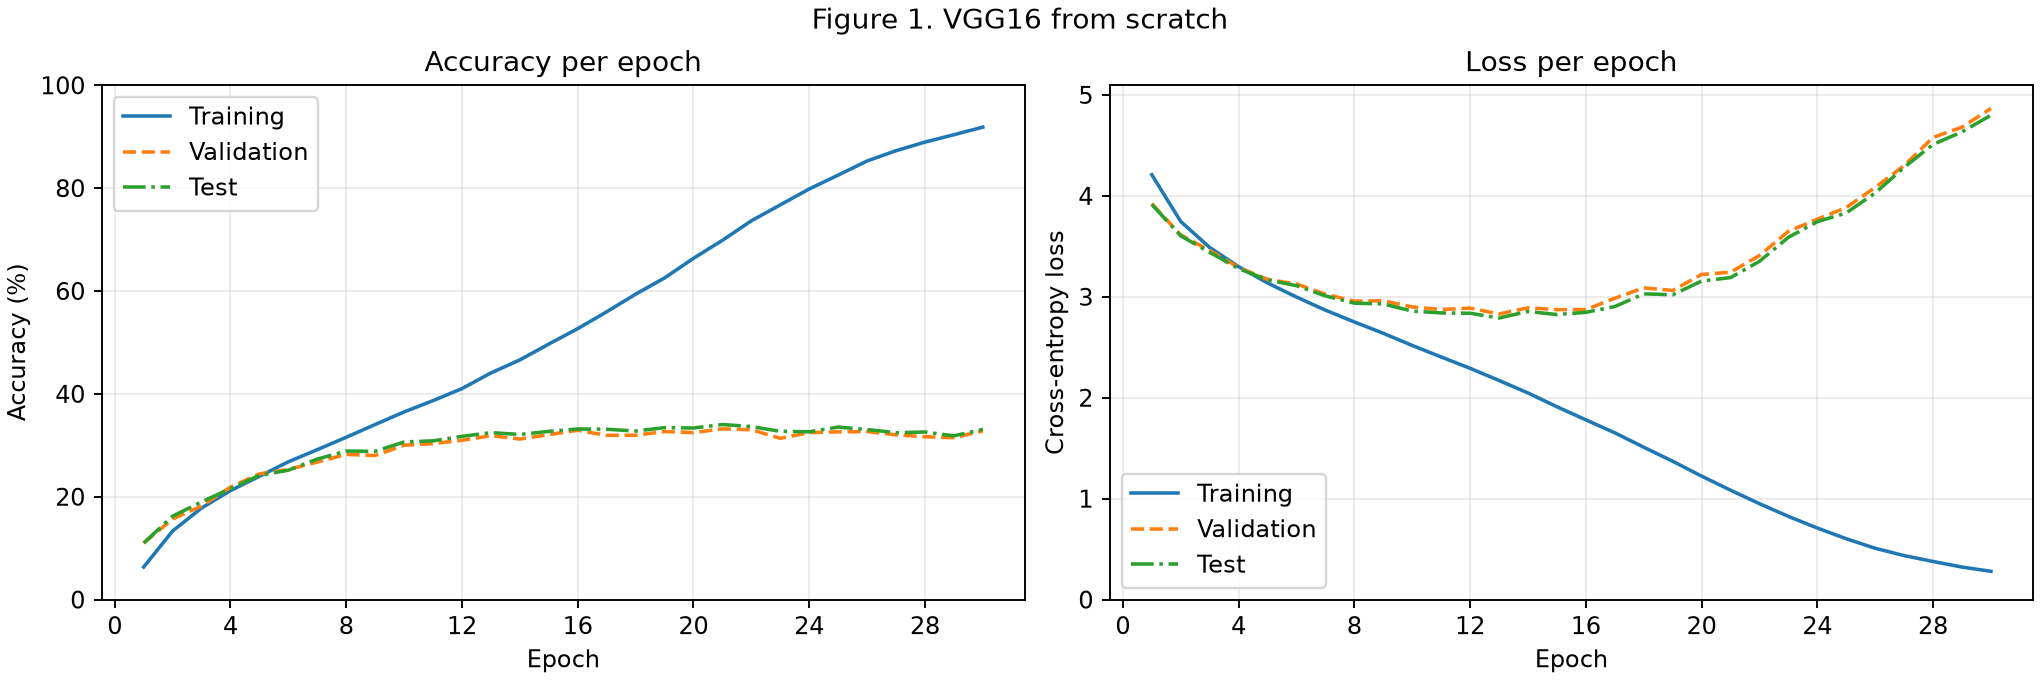 Figure 1. VGG16 from scratch
Accuracy per epoch
Accuracy (%)
100
80
60
40
20
0
Training
Validation
Test
0 4 8 12 16 20 24 28
Epoch
Loss per epoch
Cross-entropy loss
5
4
3
2
1
0
Training
Validation
Test
0 4 8 12 16 20 24 28
Epoch